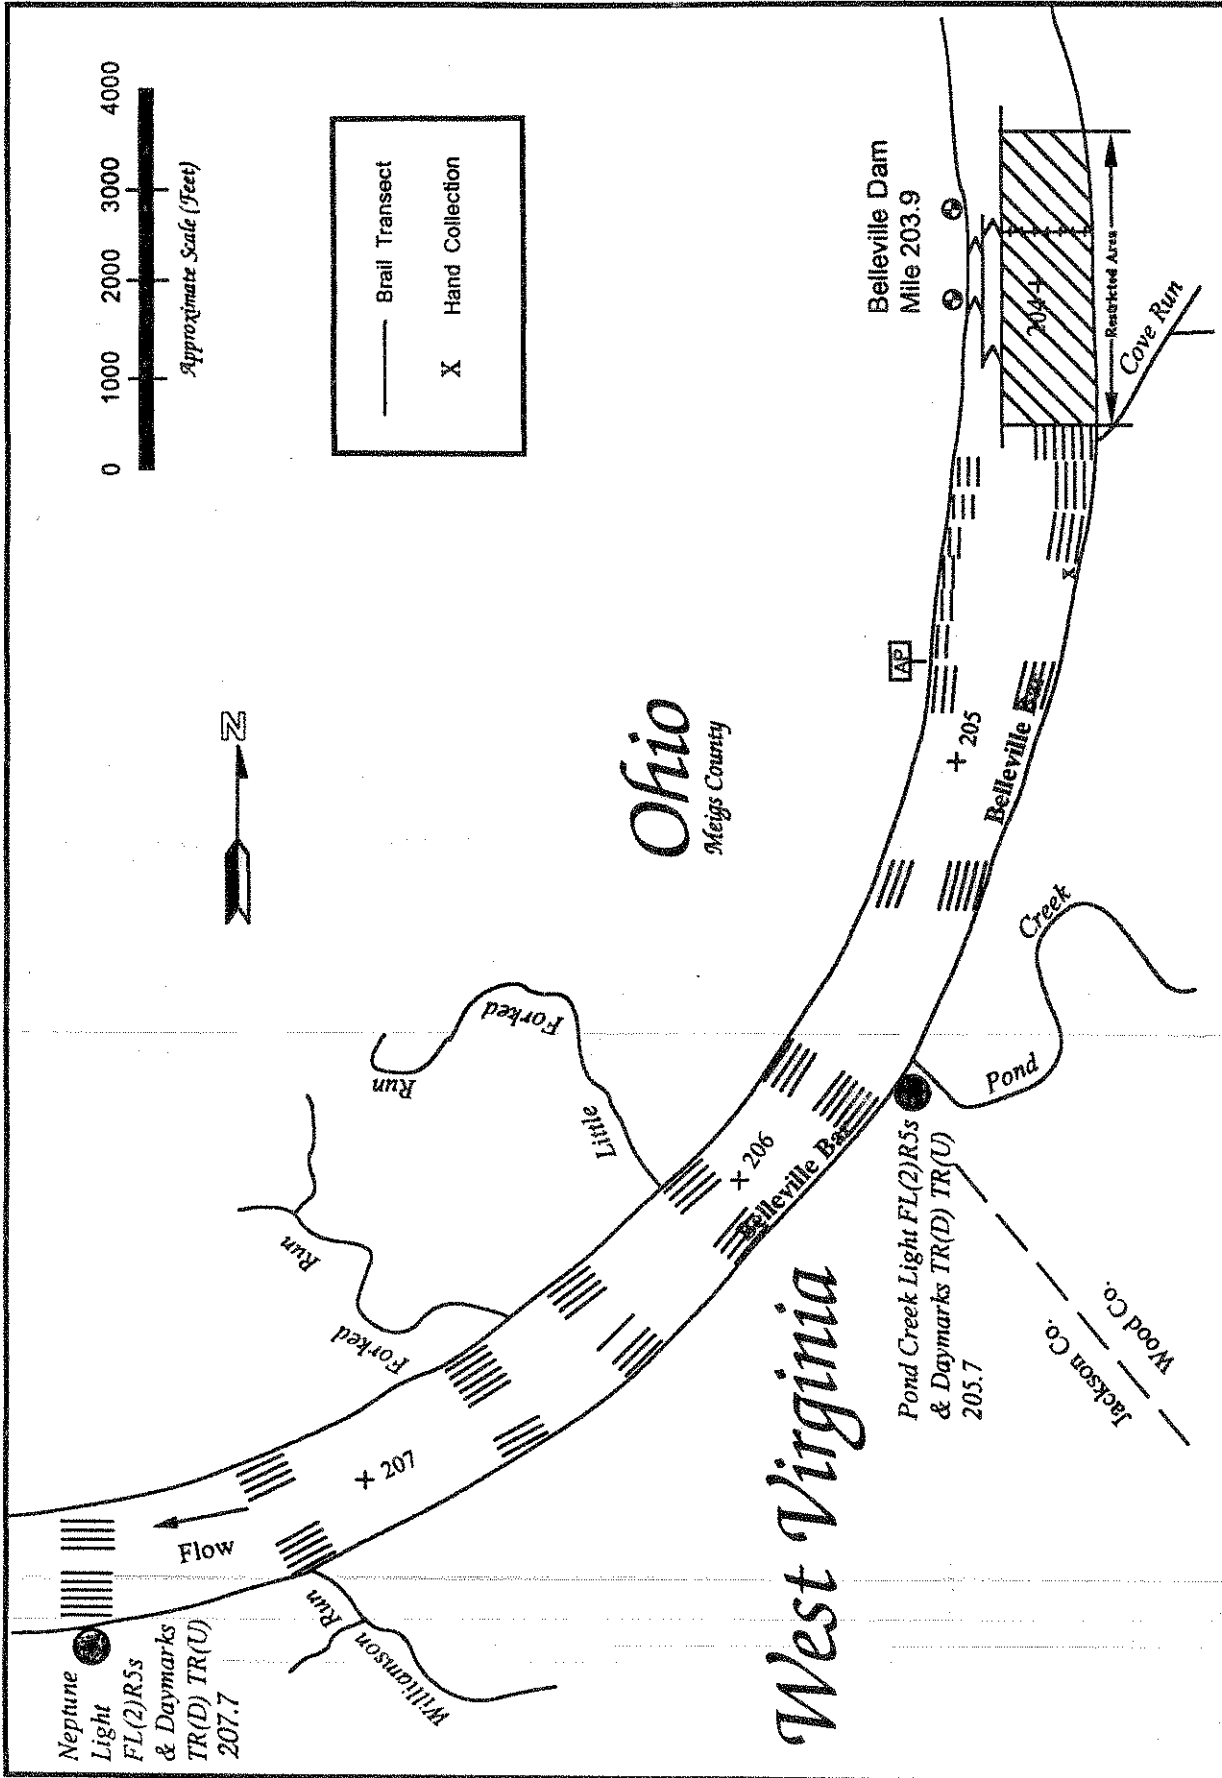 0 1000 2000 3000 4000
Approximate Scale (Feet)
Brail Transect
X Hand Collection
N
Ohio
Meigs County
Belleville Dam
Mile 203.9
204
Restricted Area
Cove Run
X
AP
205
Belleville Bar
Pond Creek
Little Forked Run
206
Belleville Bar
Pond Creek Light FL(2)R5s
& Daymarks TR(D) TR(U)
205.7
Wood Co.
Jackson Co.
Forked Run
West Virginia
207
Flow
Williamson Run
Neptune
Light
FL(2)R5s
& Daymarks
TR(D) TR(U)
207.7